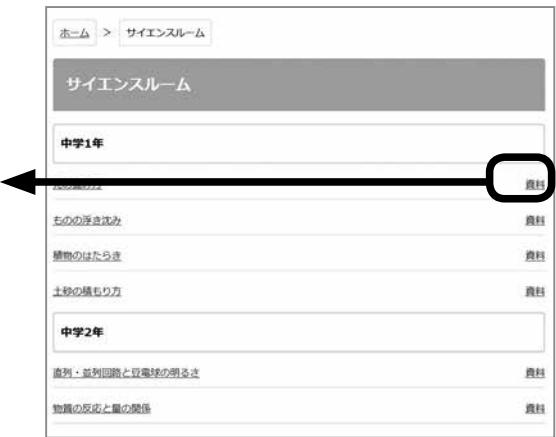 ホーム > サイエンスルーム
サイエンスルーム
中学1年
資料
ものの浮き沈み 資料
植物のはたらき 資料
土砂の積もり方 資料
中学2年
直列・並列回路と豆電球の明るさ 資料
物質の反応と量の関係 資料